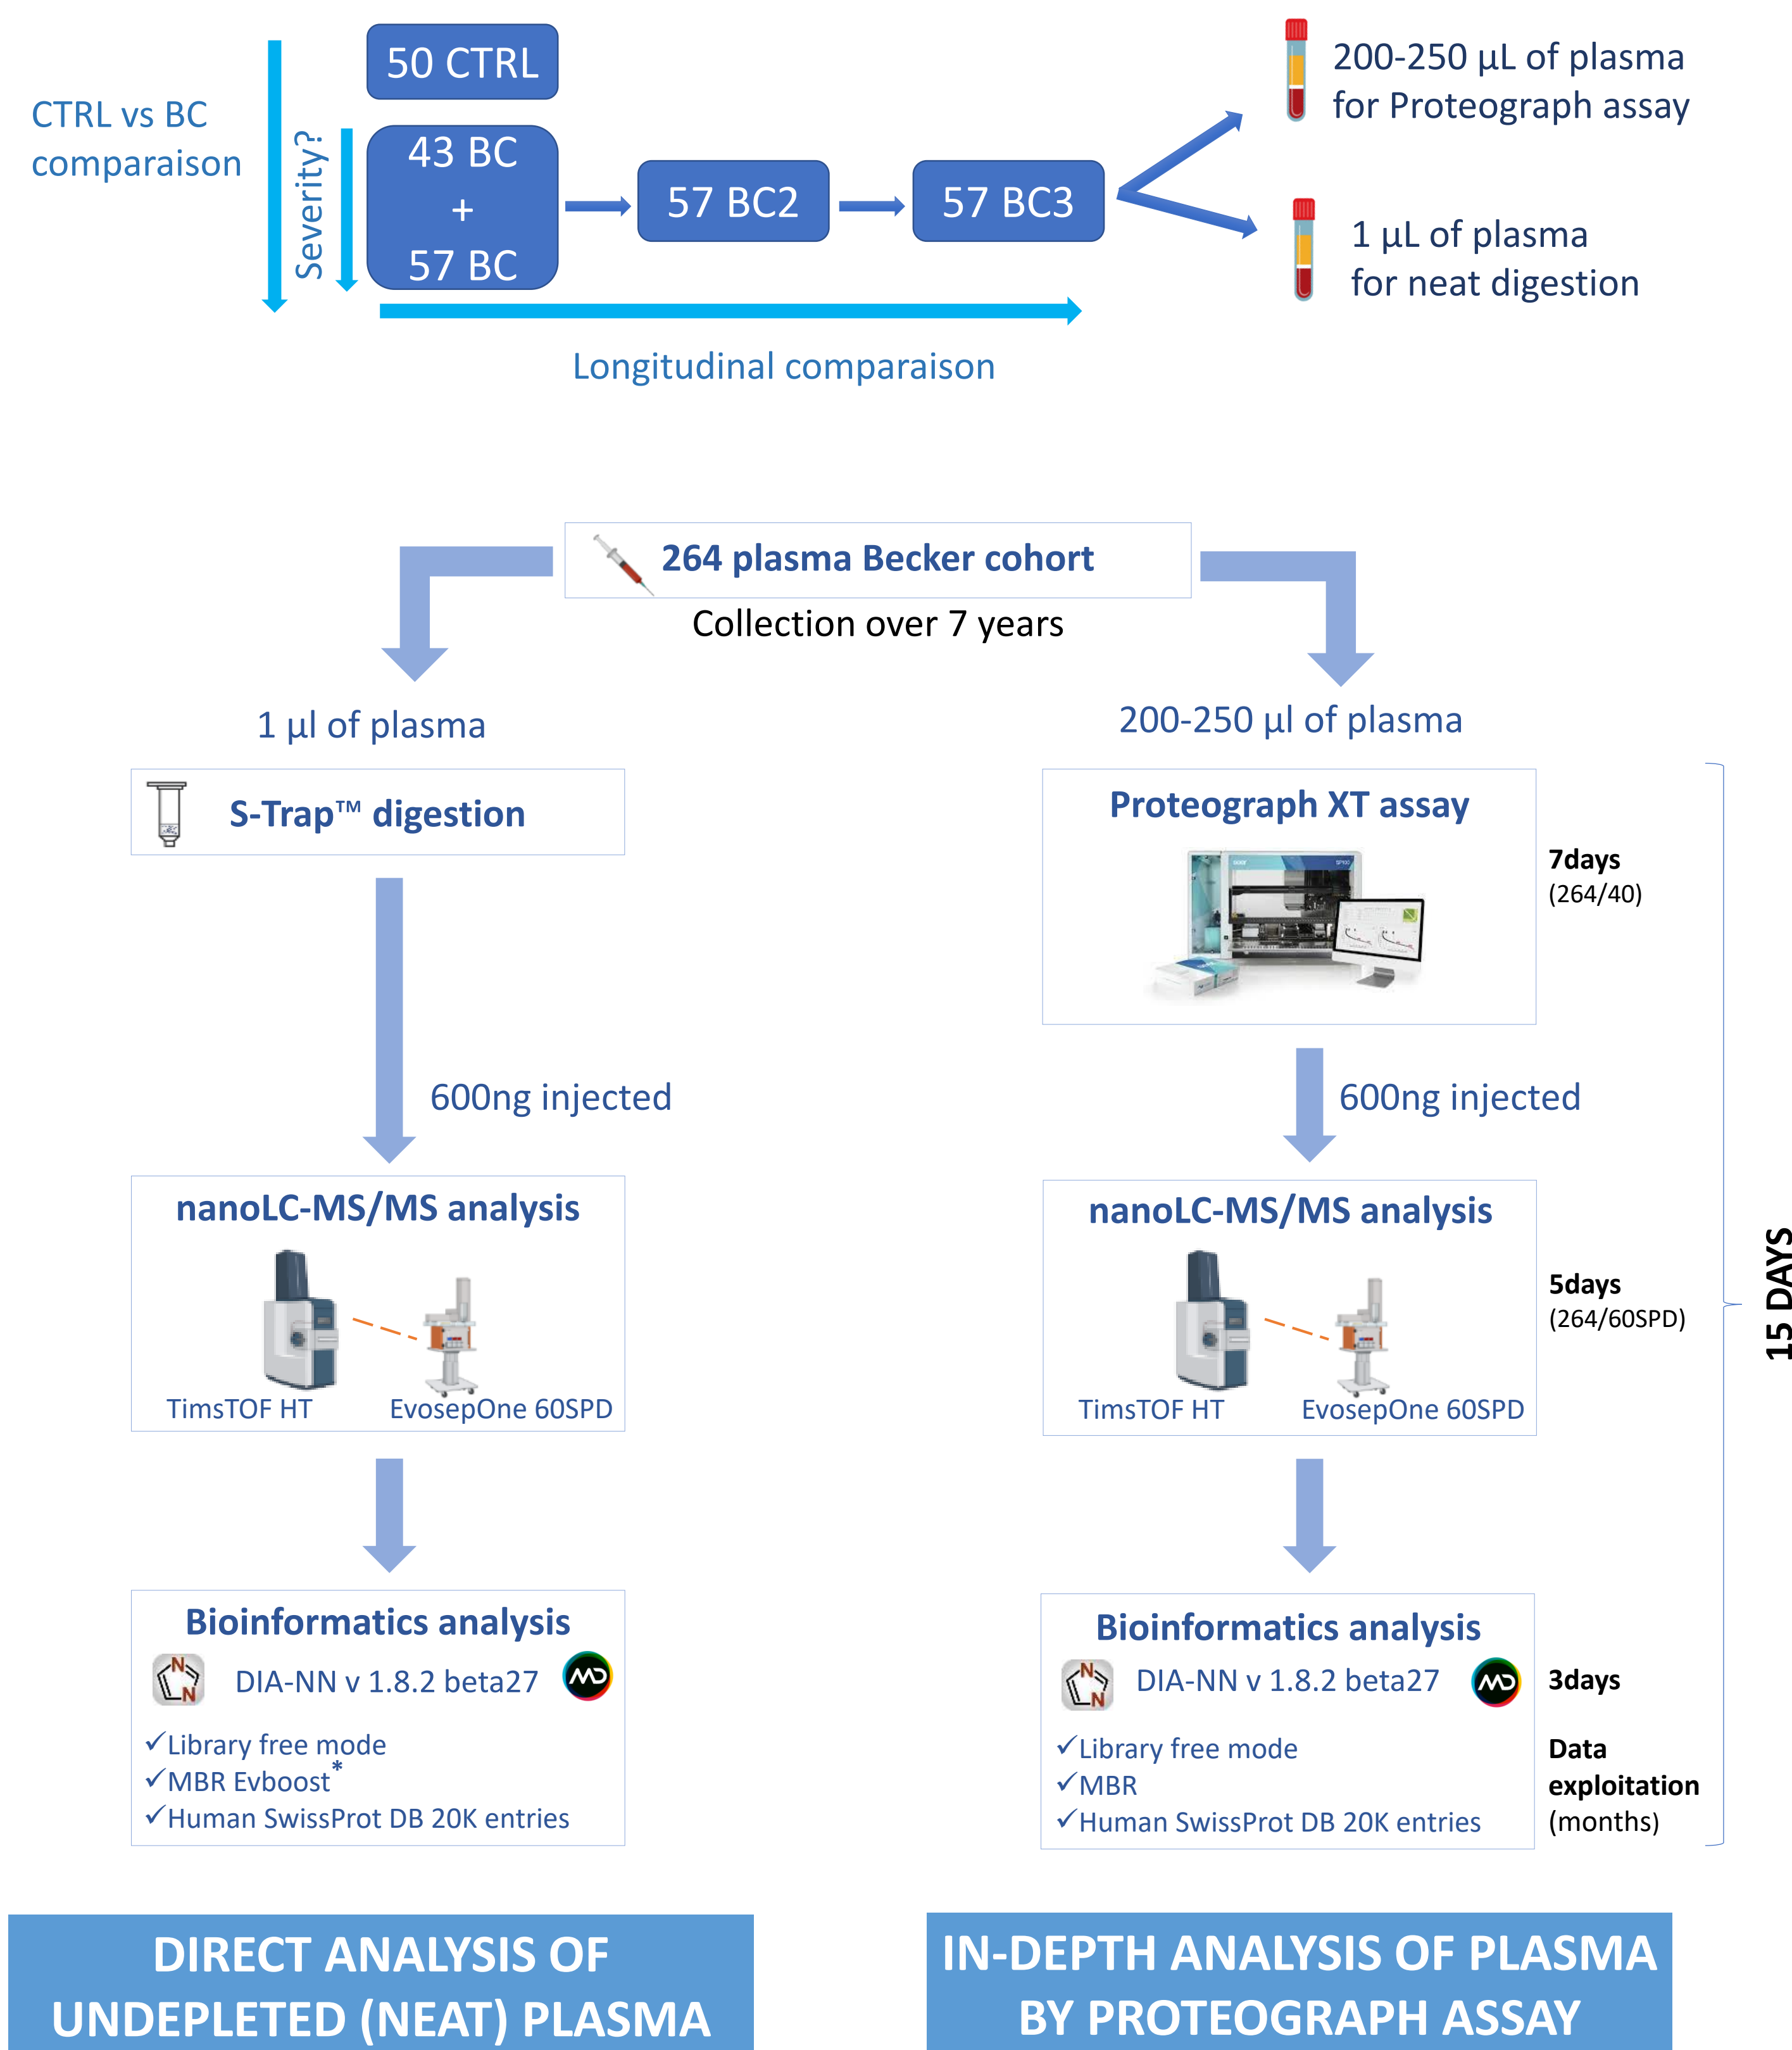 50 CTRL
CTRL vs BC
comparaison
Severity?
43 BC
+
57 BC
57 BC2
57 BC3
200-250 µL of plasma
for Proteograph assay
1 µL of plasma
for neat digestion
Longitudinal comparaison
264 plasma Becker cohort
Collection over 7 years
1 µl of plasma
S-Trap™ digestion
600ng injected
nanoLC-MS/MS analysis
TimsTOF HT
EvosepOne 60SPD
Bioinformatics analysis
N
N
DIA-NN v 1.8.2 beta27
MD
✓Library free mode
✓MBR Evboost*
✓Human SwissProt DB 20K entries
DIRECT ANALYSIS OF
UNDEPLETED (NEAT) PLASMA
200-250 µl of plasma
Proteograph XT assay
7days
(264/40)
600ng injected
nanoLC-MS/MS analysis
TimsTOF HT
EvosepOne 60SPD
5days
(264/60SPD)
15 DAYS
Bioinformatics analysis
N
N
DIA-NN v 1.8.2 beta27
MD
3days
✓Library free mode
✓MBR
✓Human SwissProt DB 20K entries
Data
exploitation
(months)
IN-DEPTH ANALYSIS OF PLASMA
BY PROTEOGRAPH ASSAY